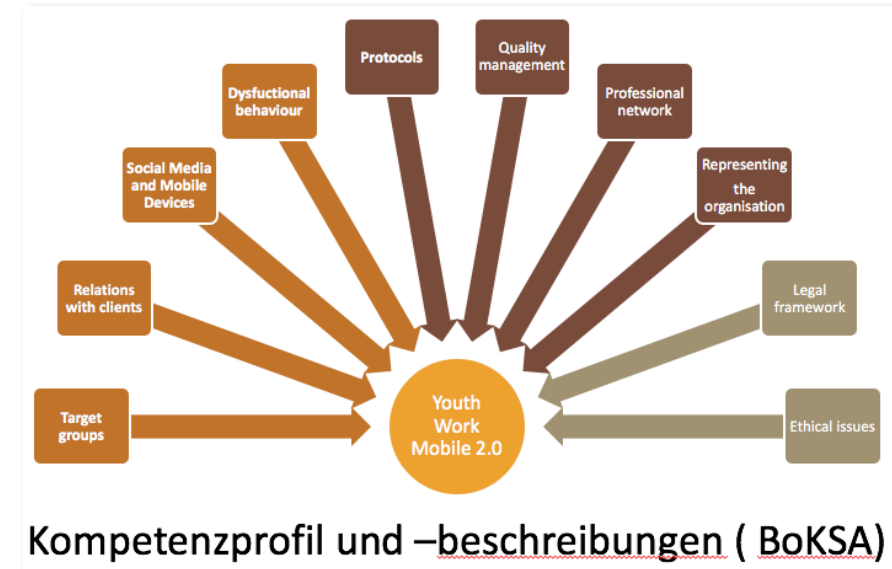 Protocols
Quality
management
Dysfuctional
behaviour
Professional
network
Social Media
and Mobile
Devices
Representing
the
organisation
Relations
with clients
Legal
framework
Target
groups
Youth
Work
Mobile 2.0
Ethical issues
Kompetenzprofil und –beschreibungen ( BoKSA)